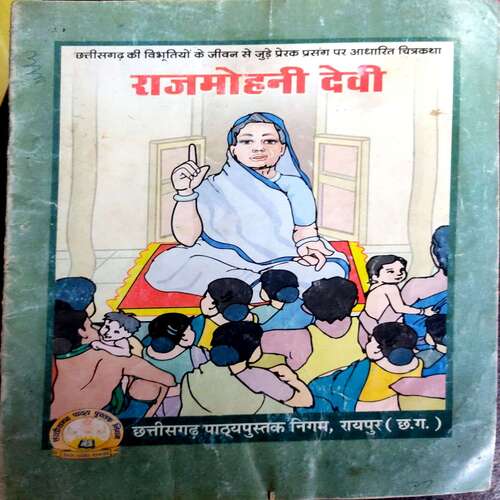 छत्तीसगढ़ की विभूतियों के जीवन से जुड़े प्रेरक प्रसंग पर आधारित चित्रकथा
राजमोहनी देवी
छत्तीसगढ़ पाठ्यपुस्तक निगम, रायपुर ( छ.ग. )